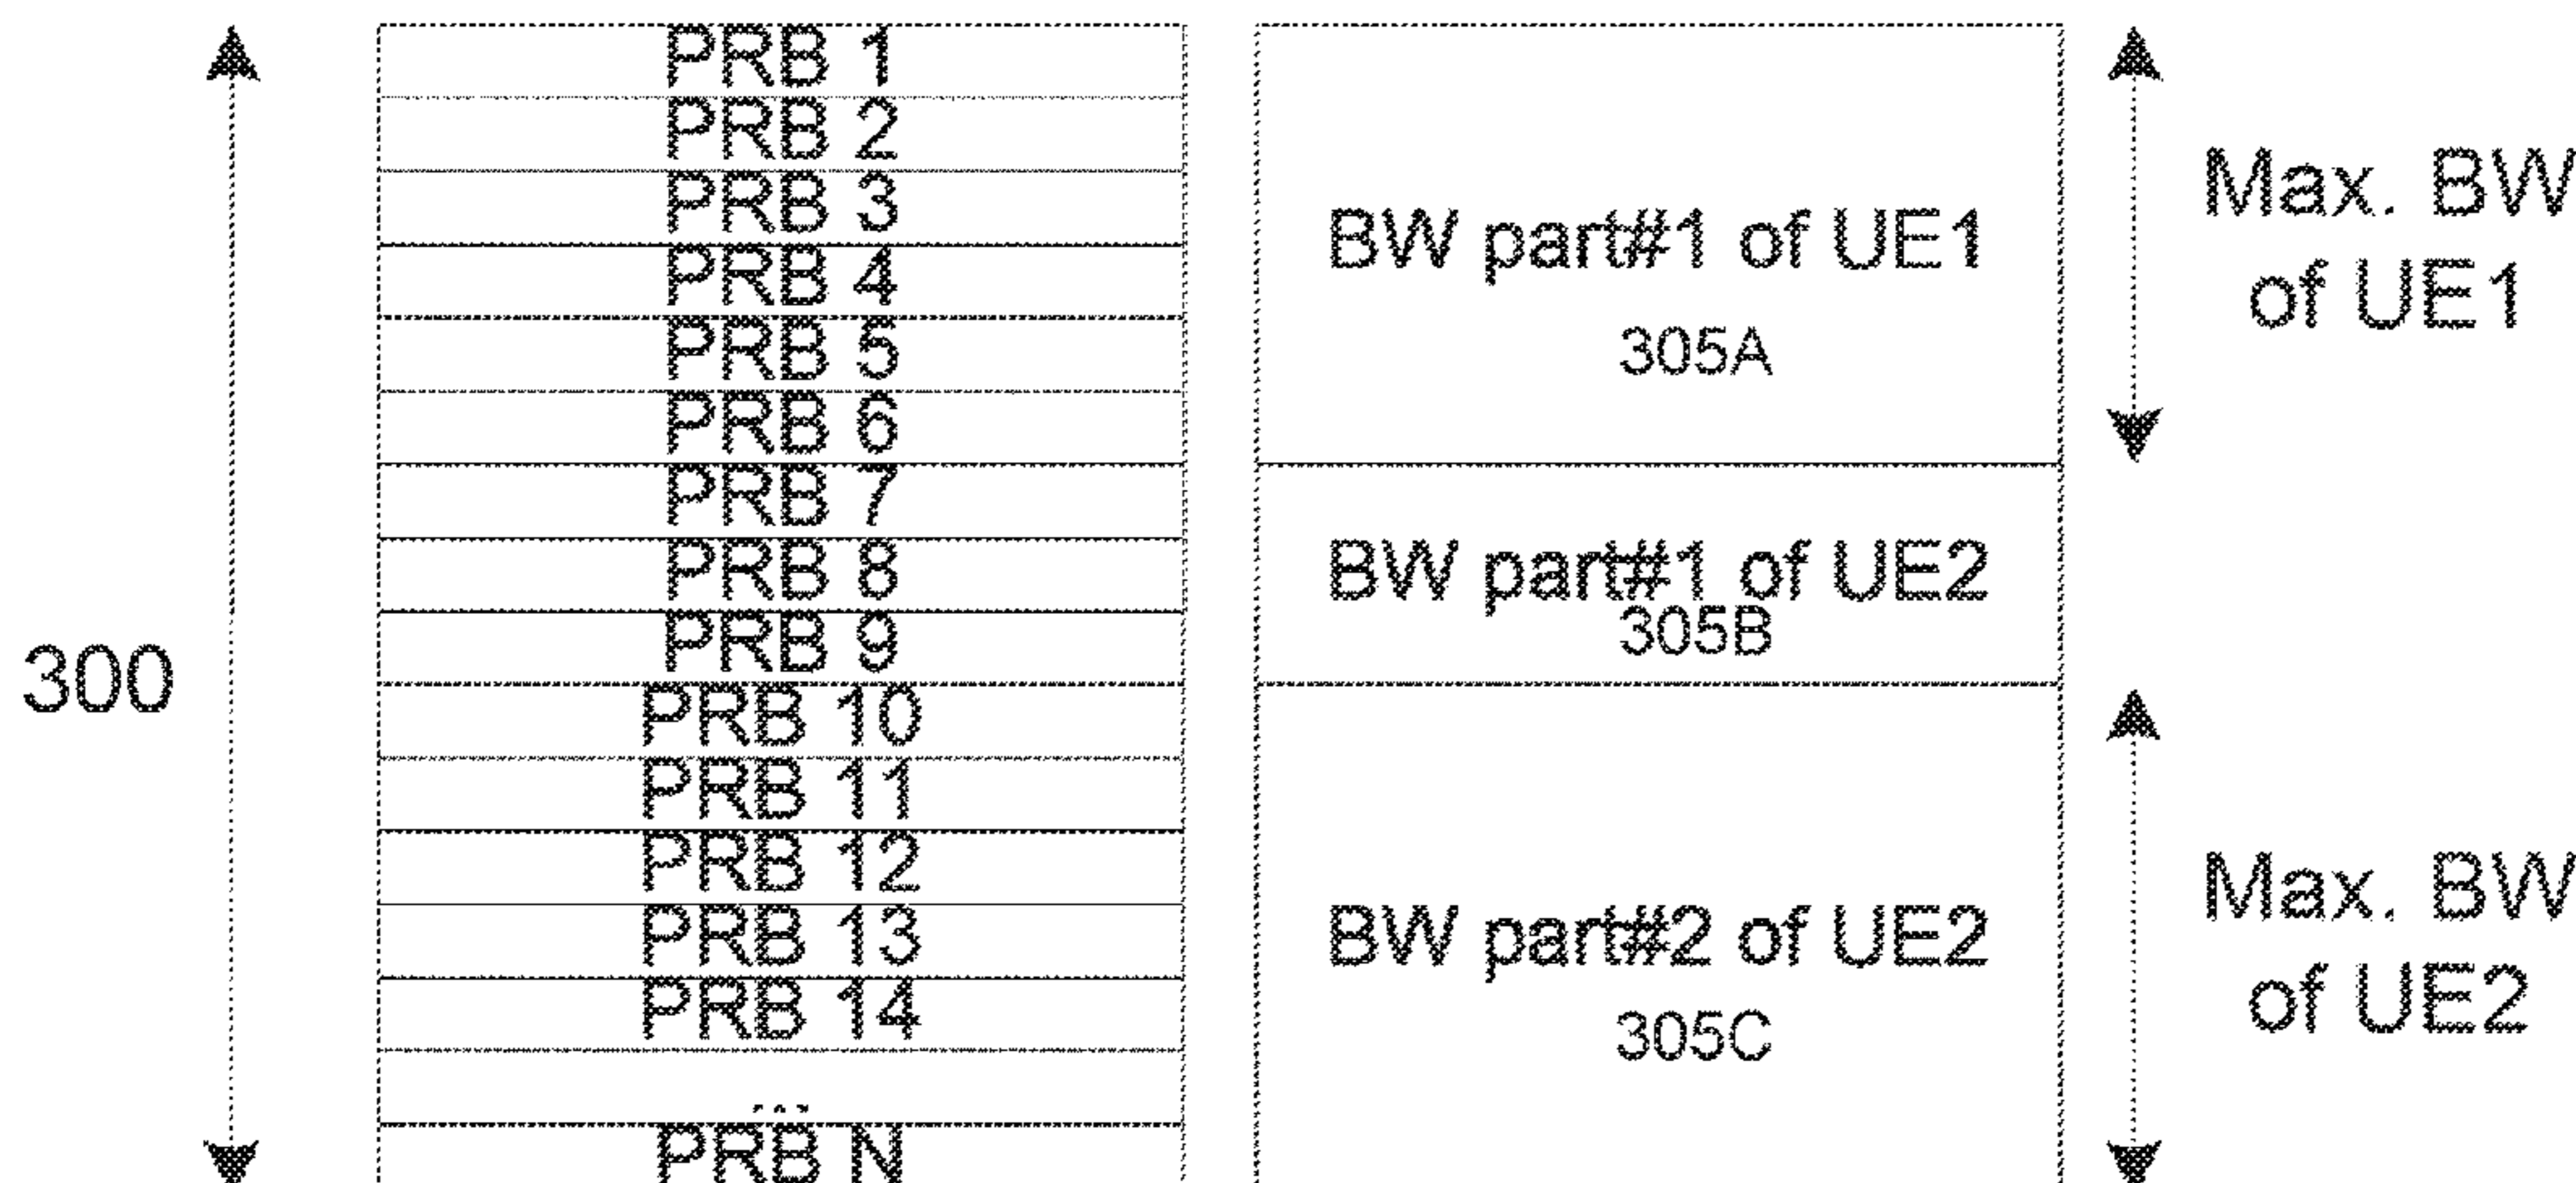 300
PRB 1
PRB 2
PRB 3
PRB 4
PRB 5
PRB 6
PRB 7
PRB 8
PRB 9
PRB 10
PRB 11
PRB 12
PRB 13
PRB 14
...
PRB N
BW part#1 of UE1
305A
BW part#1 of UE2
305B
BW part#2 of UE2
305C
Max. BW
of UE1
Max. BW
of UE2